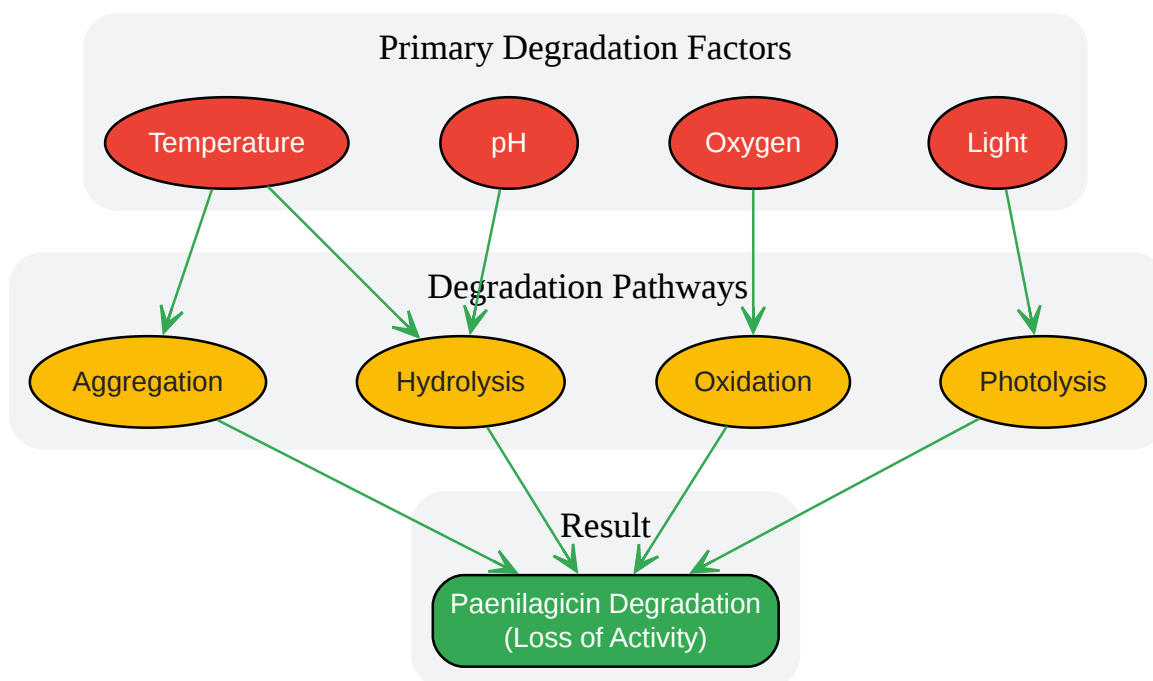 Primary Degradation Factors
Temperature
pH
Oxygen
Light
Degradation Pathways
Aggregation
Hydrolysis
Oxidation
Photolysis
Result
Paenilagicin Degradation
(Loss of Activity)